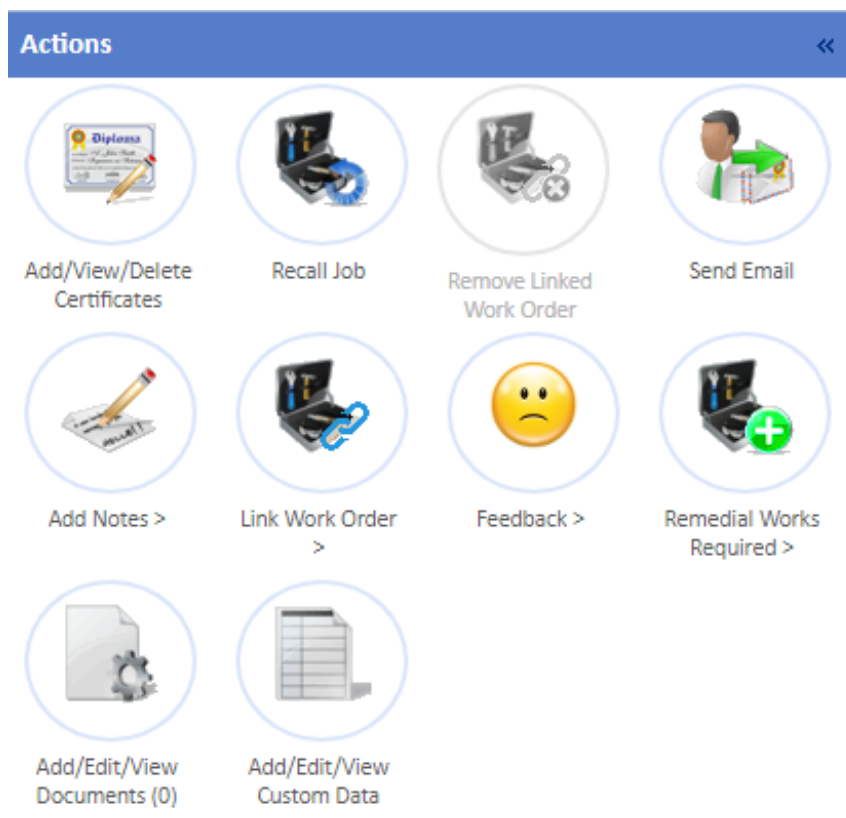 Actions
«
Diploma
Add/View/Delete
Certificates
Recall Job
Remove Linked
Work Order
Send Email
Add Notes >
Link Work Order
>
Feedback >
Remedial Works
Required >
Add/Edit/View
Documents (0)
Add/Edit/View
Custom Data